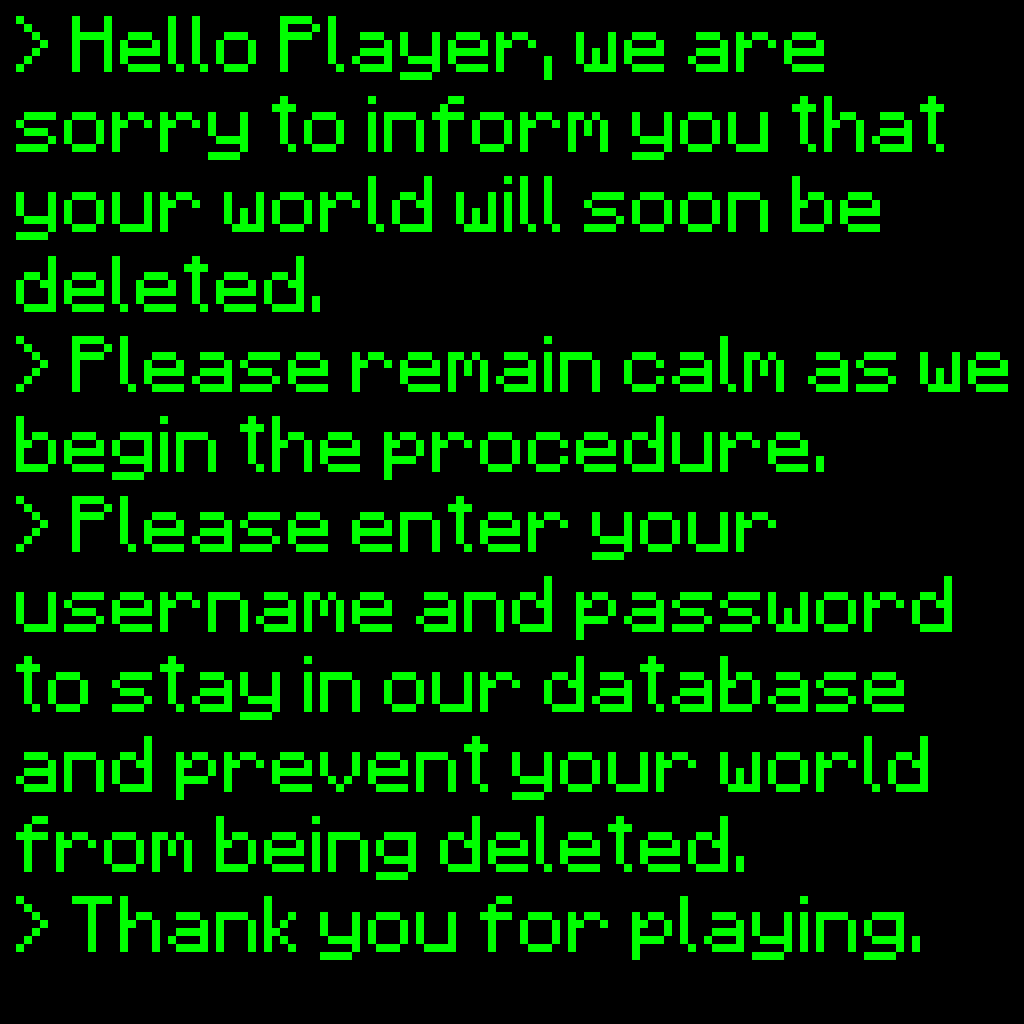 > Hello Player, we are
sorry to inform you that
your world will soon be
deleted.
> Please remain calm as we
begin the procedure.
> Please enter your
username and password
to stay in our database
and prevent your world
from being deleted.
> Thank you for playing.